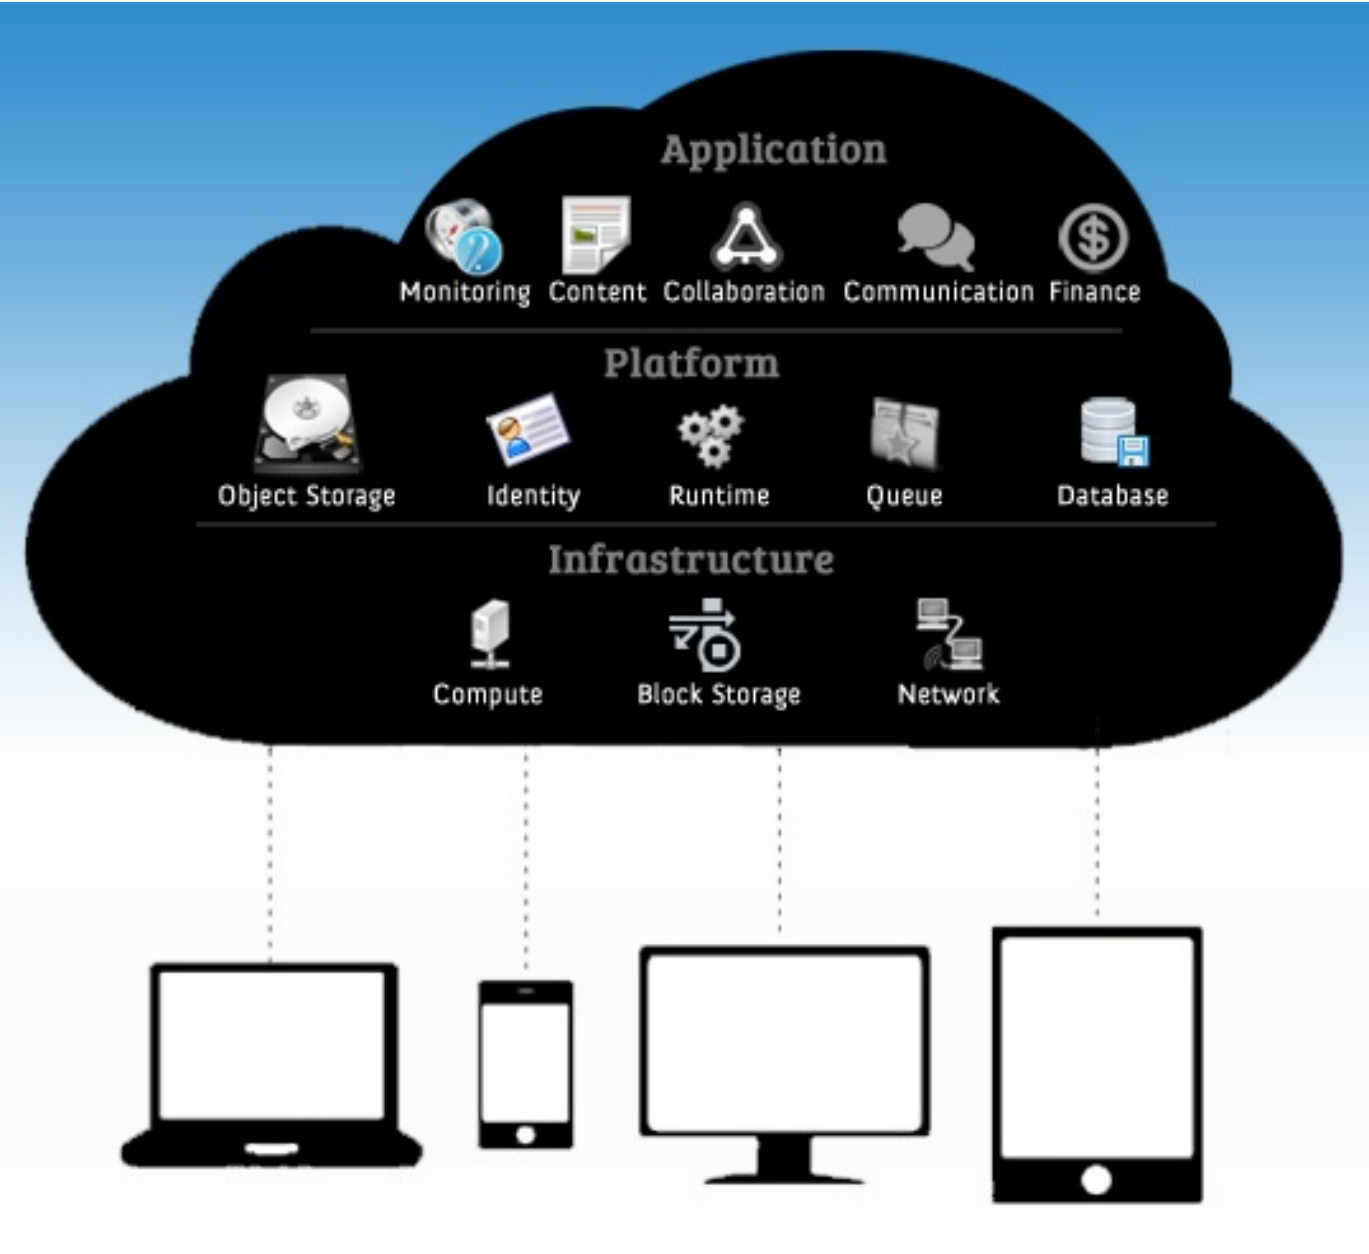 Application
Monitoring Content Collaboration Communication Finance
Platform
Object Storage Identity Runtime Queue Database
Infrastructure
Compute Block Storage Network